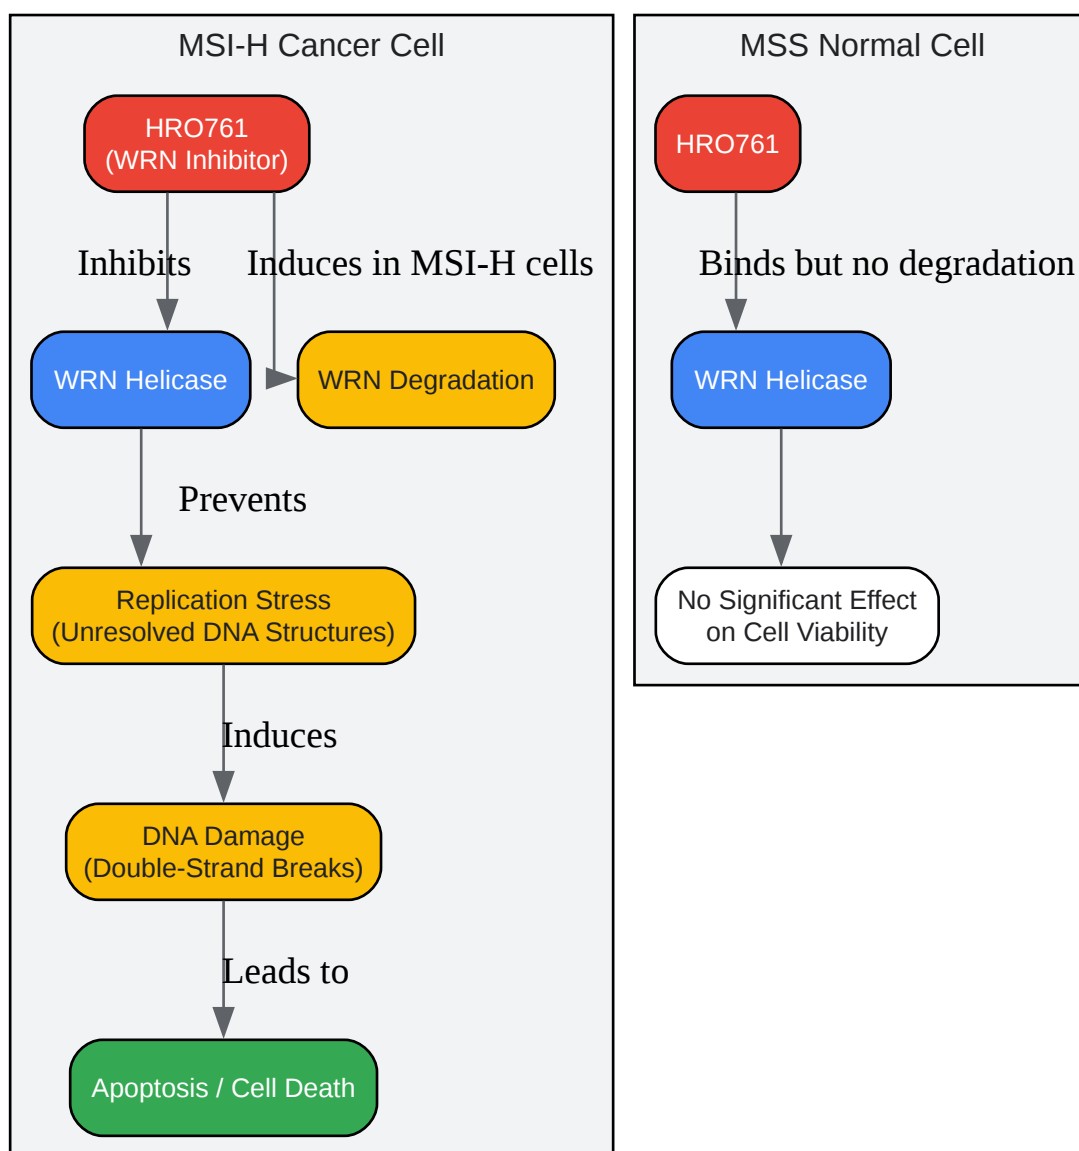 MSI-H Cancer Cell
HRO761
(WRN Inhibitor)
Inhibits
Induces in MSI-H cells
WRN Helicase
WRN Degradation
Prevents
Replication Stress
(Unresolved DNA Structures)
Induces
DNA Damage
(Double-Strand Breaks)
Leads to
Apoptosis / Cell Death
MSS Normal Cell
HRO761
Binds but no degradation
WRN Helicase
No Significant Effect
on Cell Viability